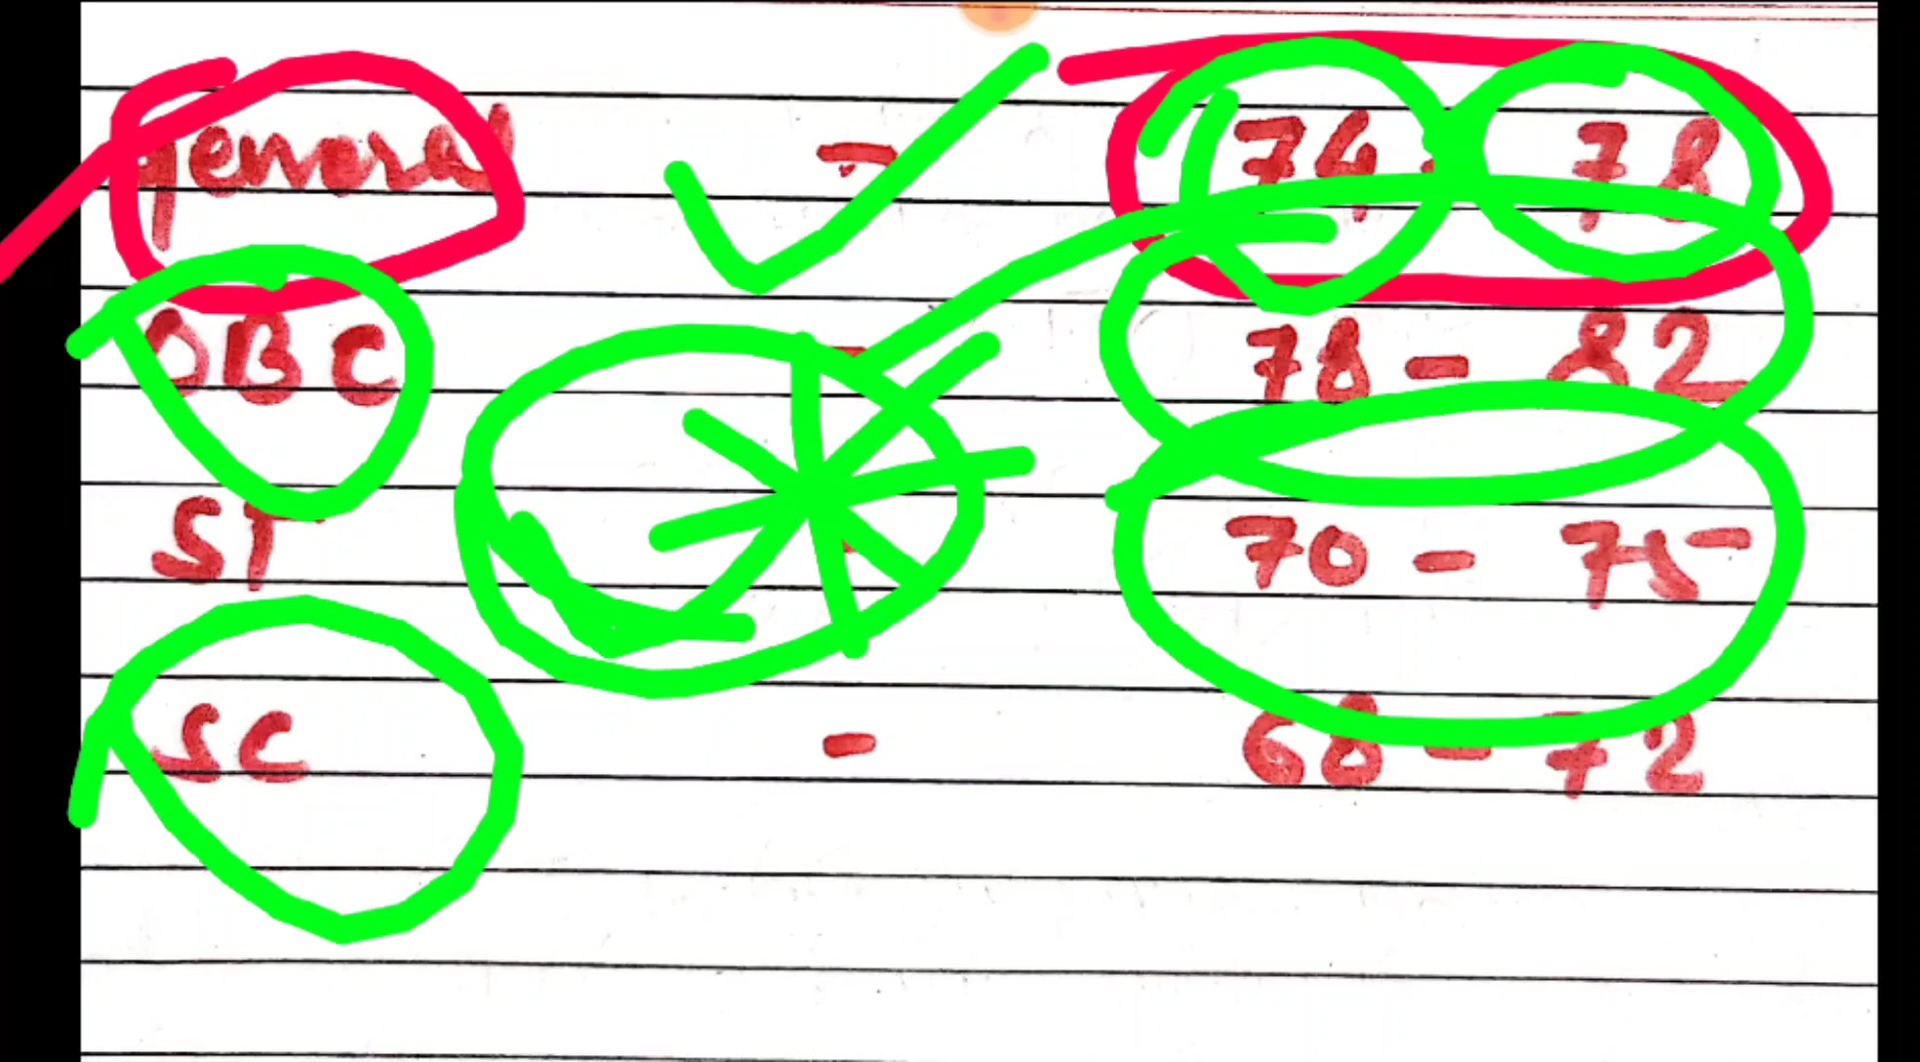 general - 74 - 78
OBC - 78 - 82
ST - 70 - 75
SC - 68 - 72